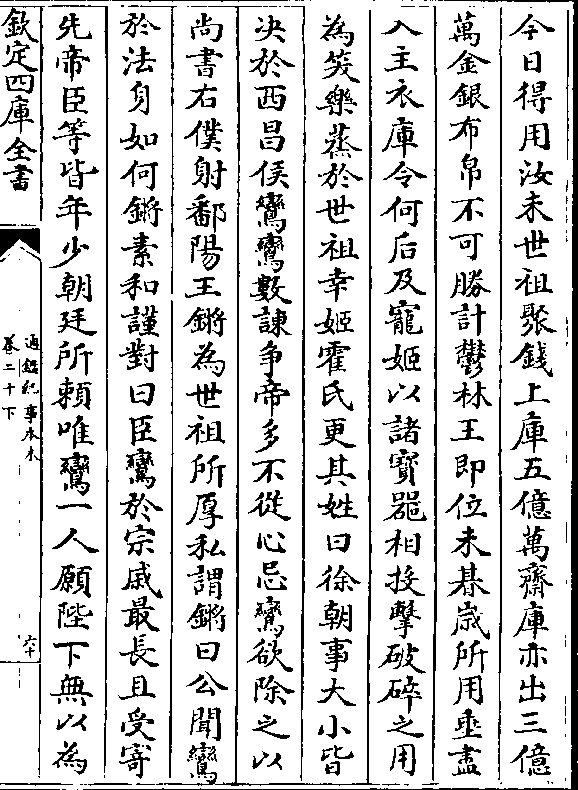 今日得用汝未世祖聚錢上庫五億萬齋庫亦出三億
萬金銀布帛不可勝計鬱林王即位未朞歲所用垂盡
入主衣庫令何后及寵姬以諸寶器相投擊破碎之用
為笑樂蒸於世祖幸姬霍氏更其姓曰徐朝事大小皆
決於西昌侯鸞鸞數諫争帝多不從心忌鸞欲除之以
尚書右僕射鄱陽王鏘為世祖所厚私謂鏘曰公聞鸞
於法身如何鏘素和謹對曰臣鸞於宗戚最長且受寄
先帝臣等皆年少朝廷所賴唯鸞一人願陛下無以為
欽定四庫全書
通鑑紀事本末
卷二十下
六十